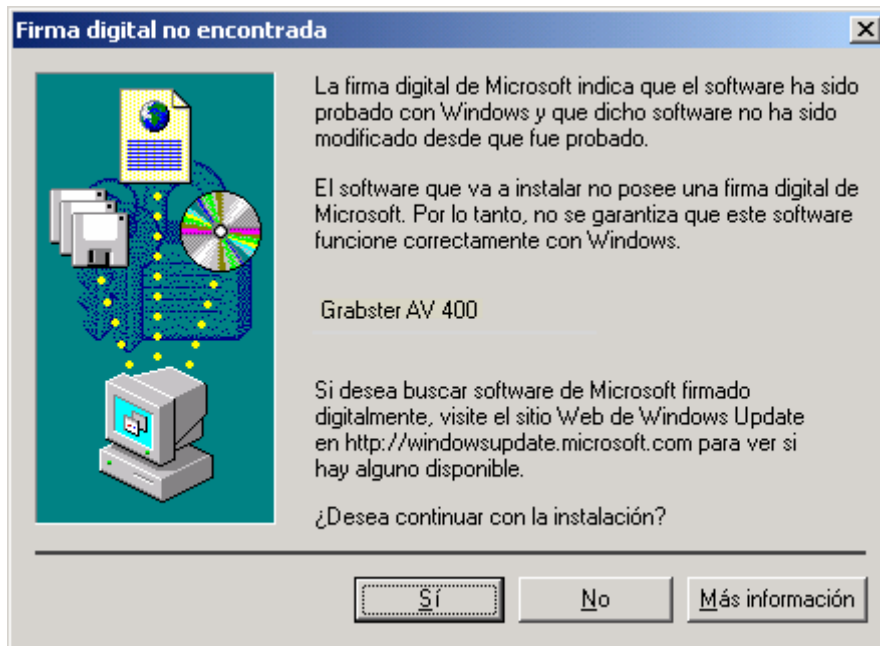 Firma digital no encontrada
La firma digital de Microsoft indica que el software ha sido
probado con Windows y que dicho software no ha sido
modificado desde que fue probado.
El software que va a instalar no posee una firma digital de
Microsoft. Por lo tanto, no se garantiza que este software
funcione correctamente con Windows.
Grabster AV 400
Si desea buscar software de Microsoft firmado
digitalmente, visite el sitio Web de Windows Update
en http://windowsupdate.microsoft.com para ver si
hay alguno disponible.
¿Desea continuar con la instalación?
Sí No Más información